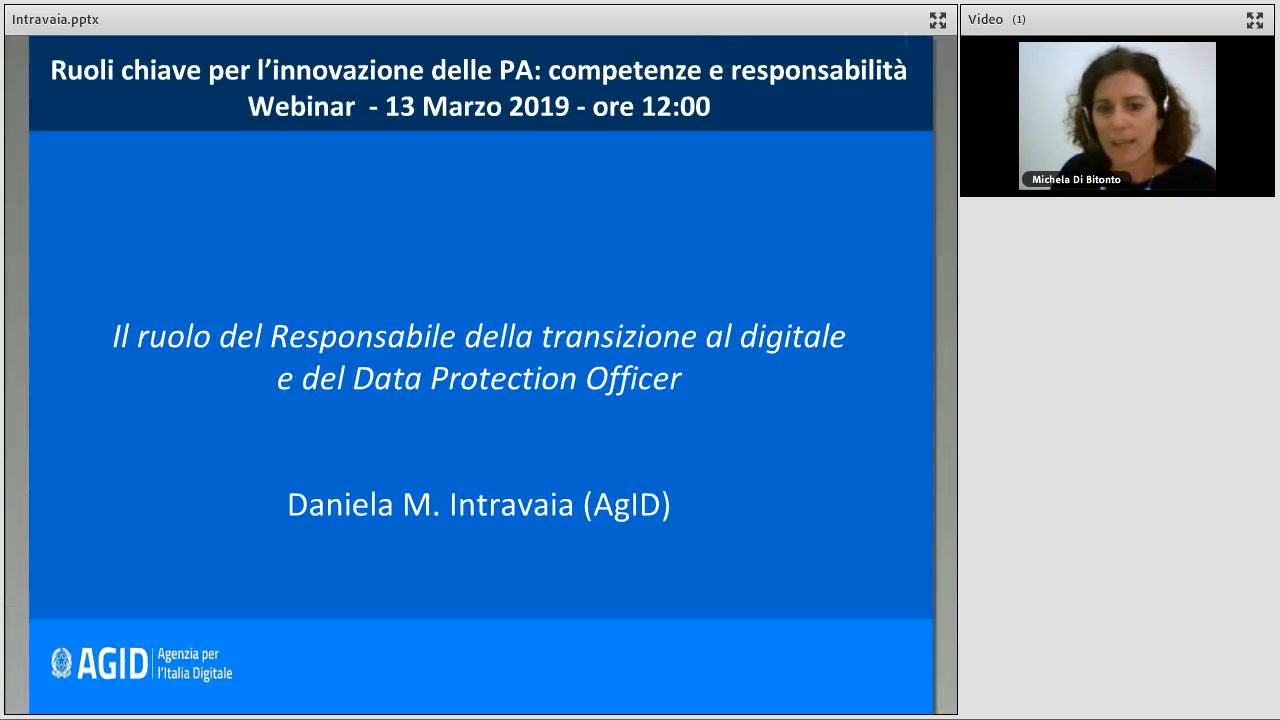 Intravaia.pptx
Video (1)
Ruoli chiave per l’innovazione delle PA: competenze e responsabilità
Webinar - 13 Marzo 2019 - ore 12:00
Michela Di Bitonto
Il ruolo del Responsabile della transizione al digitale
e del Data Protection Officer
Daniela M. Intravaia (AgID)
AGID
Agenzia per
l’Italia Digitale